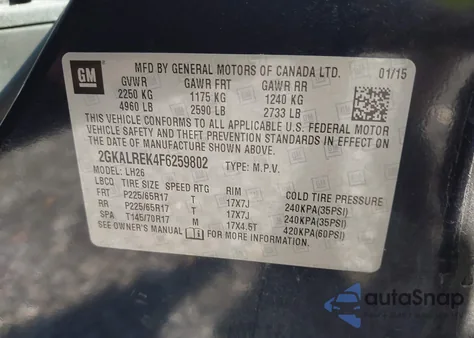 GM
MFD BY GENERAL MOTORS OF CANADA LTD. 01/15
GVWR GAWR FRT GAWR RR
2250 KG 1175 KG 1240 KG
4960 LB 2590 LB 2733 LB
THIS VEHICLE CONFORMS TO ALL APPLICABLE U.S. FEDERAL MOTOR
VEHICLE SAFETY AND THEFT PREVENTION STANDARDS IN EFFECT ON
THE DATE OF MANUFACTURE SHOWN ABOVE.
2GKALREK4F6259802 TYPE: M.P.V.
MODEL: LH26
LBCO TIRE SIZE SPEED RTG RIM COLD TIRE PRESSURE
FRT P225/65R17 T 17X7J 240KPA(35PSI)
RR P225/65R17 T 17X7J 240KPA(35PSI)
SPA T145/70R17 M 17X4.5T 420KPA(60PSI)
SEE OWNER'S MANUAL FOR MORE INFORMATION
autoSnap